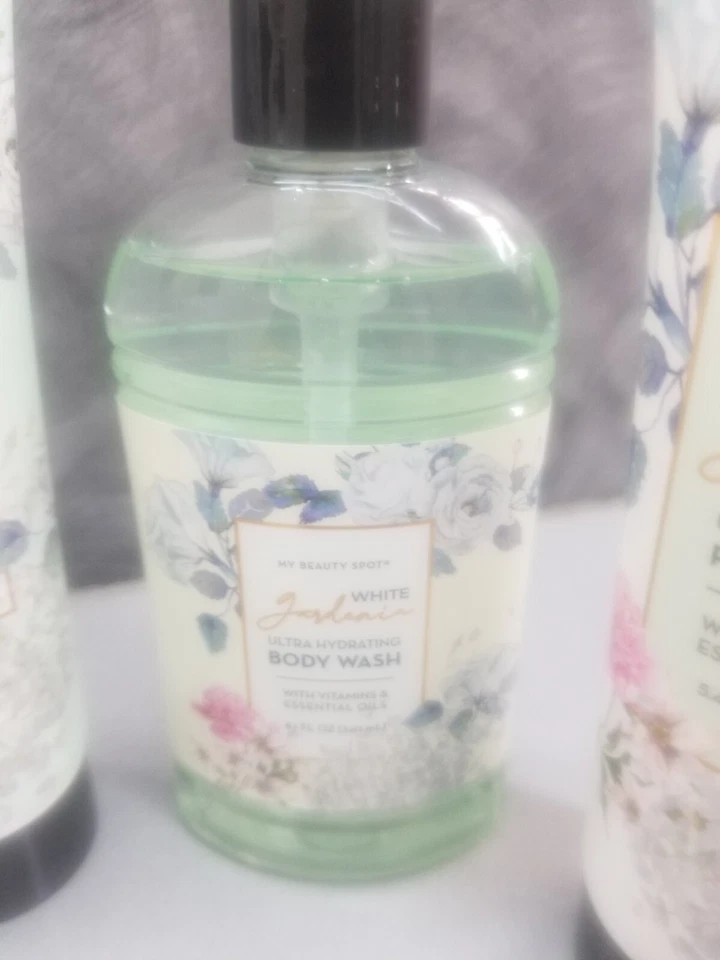 MY BEAUTY SPOT®
WHITE
Gardenia
ULTRA HYDRATING
BODY WASH
WITH VITAMINS &
ESSENTIAL OILS